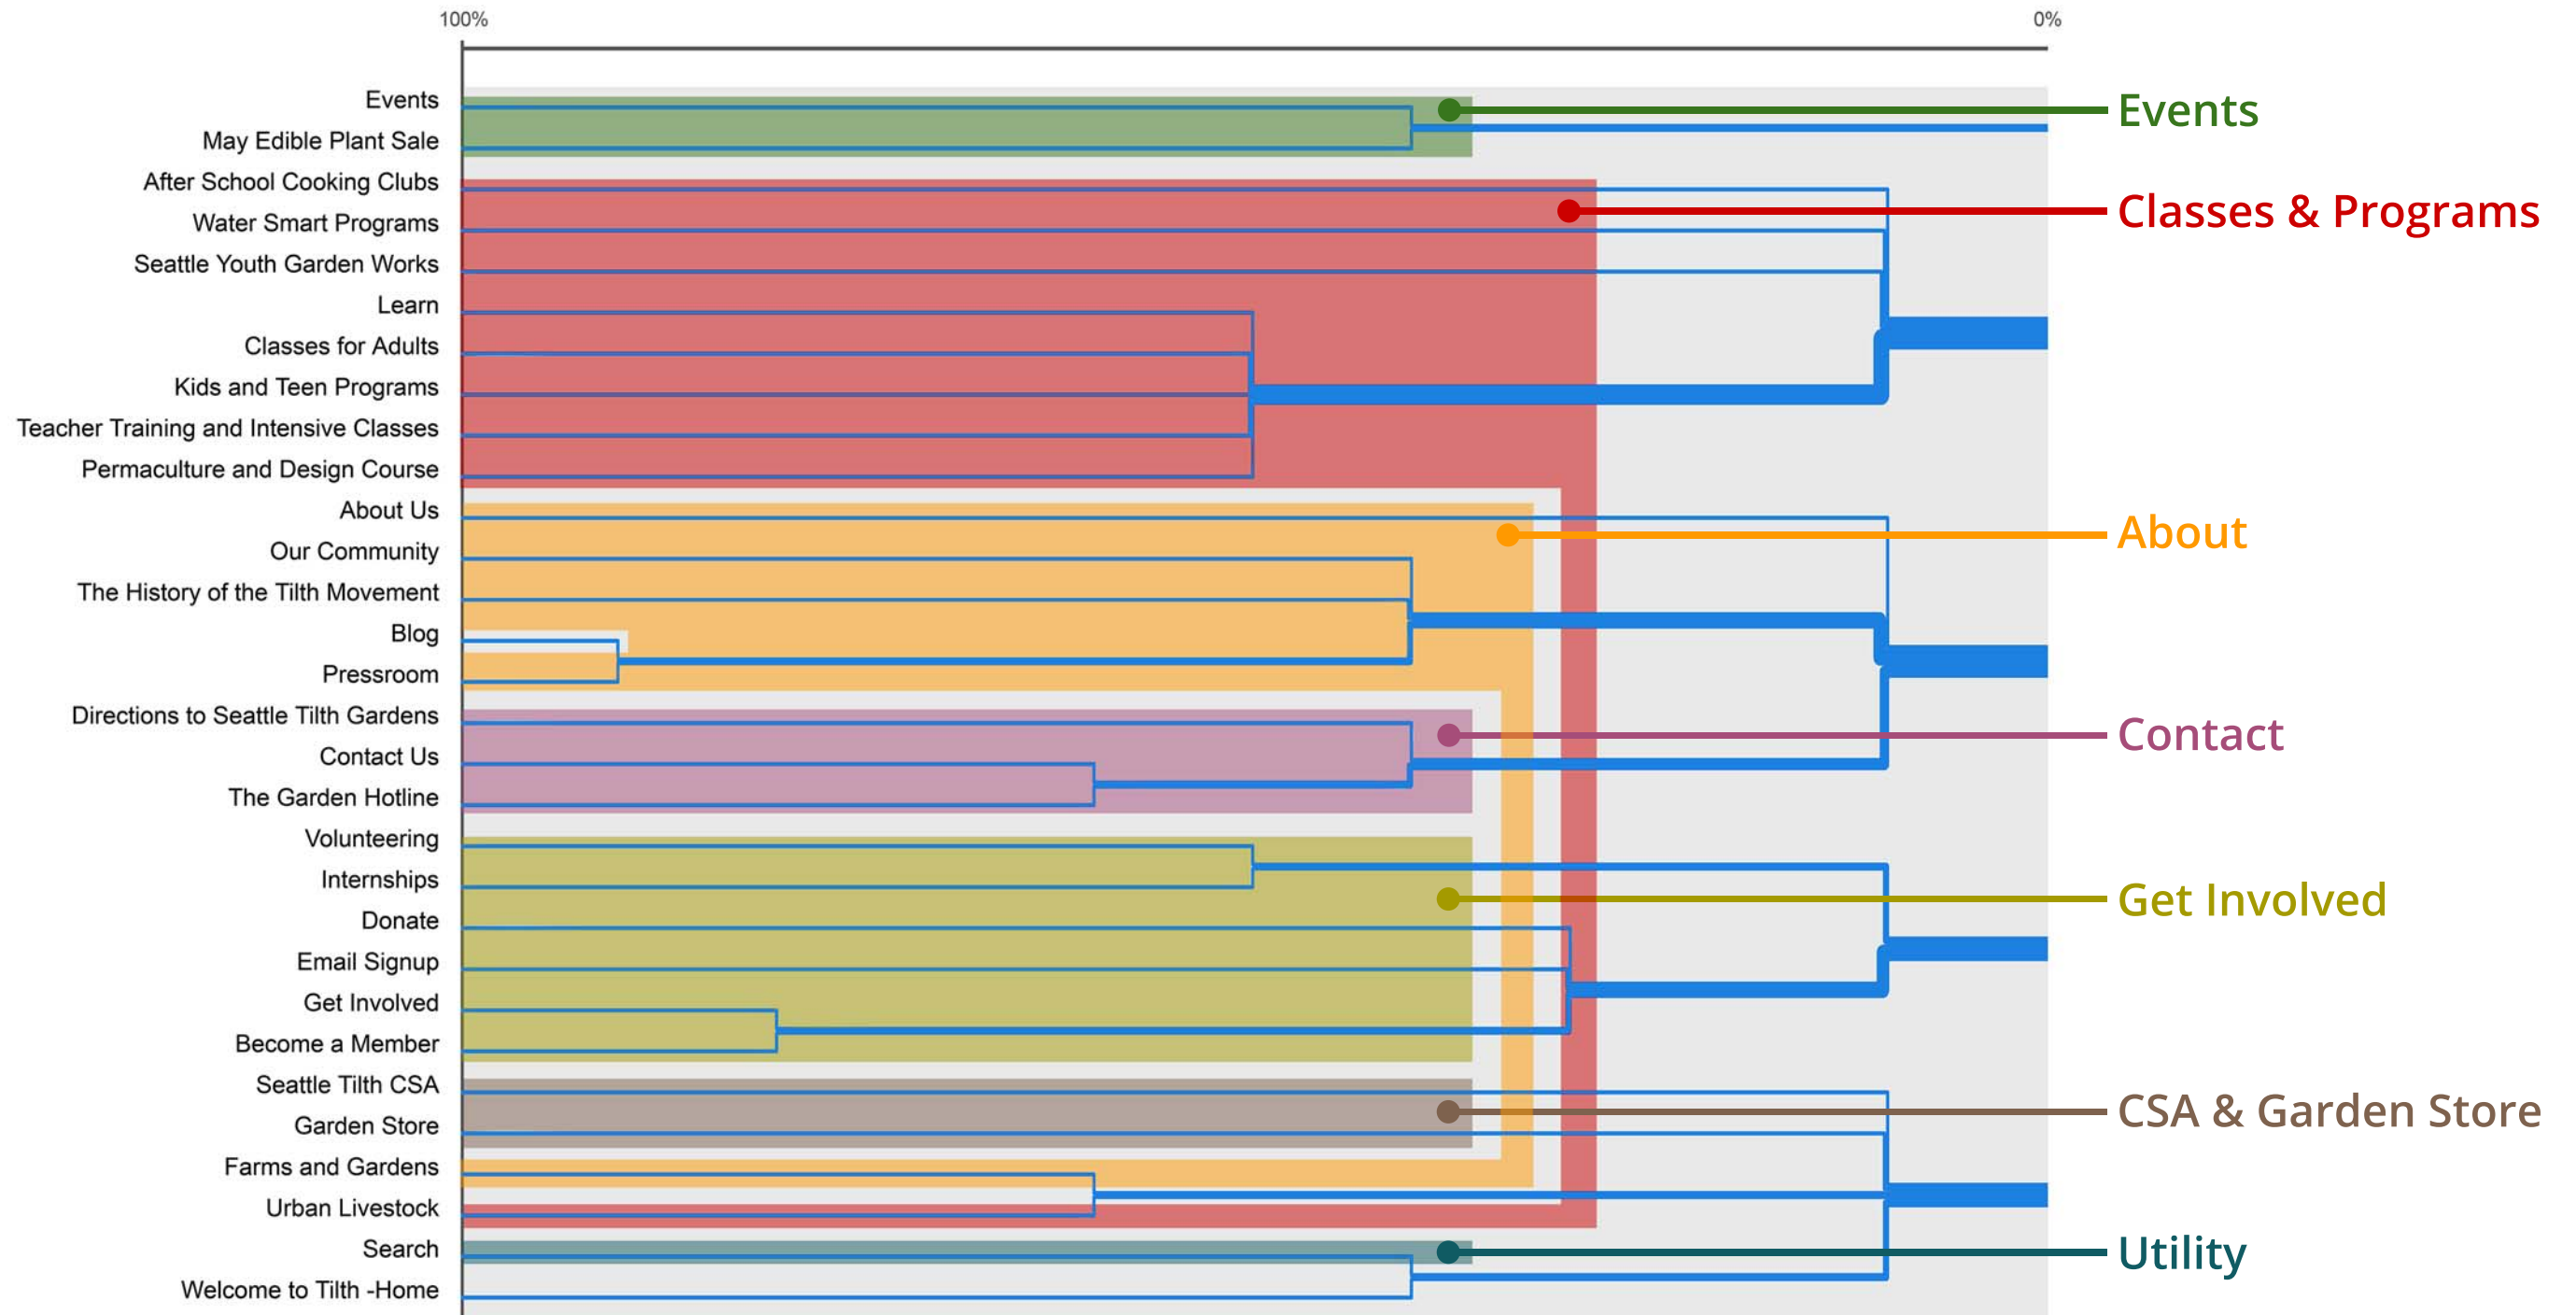 100%
0%
Events
May Edible Plant Sale
After School Cooking Clubs
Water Smart Programs
Seattle Youth Garden Works
Learn
Classes for Adults
Kids and Teen Programs
Teacher Training and Intensive Classes
Permaculture and Design Course
About Us
Our Community
The History of the Tilth Movement
Blog
Pressroom
Directions to Seattle Tilth Gardens
Contact Us
The Garden Hotline
Volunteering
Internships
Donate
Email Signup
Get Involved
Become a Member
Seattle Tilth CSA
Garden Store
Farms and Gardens
Urban Livestock
Search
Welcome to Tilth -Home
Events
Classes & Programs
About
Contact
Get Involved
CSA & Garden Store
Utility